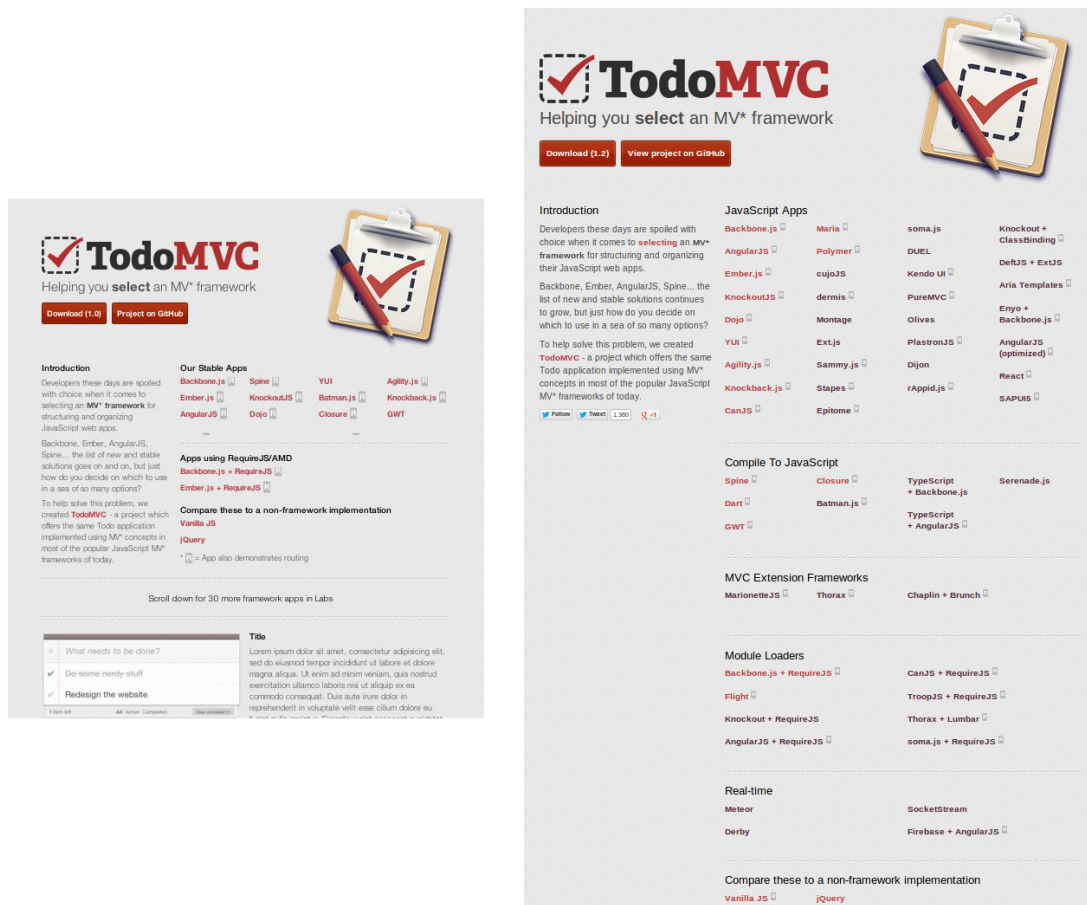 TodoMVC
Helping you select an MV* framework
Download (1.0) Project on GitHub
Introduction
Developers these days are spoiled
with choice when it comes to
selecting an MV* framework for
structuring and organizing
JavaScript web apps.
Backbone, Ember, AngularJS,
Spine... the list of new and stable
solutions goes on and on, but just
how do you decide on which to use
in a sea of so many options?
To help solve this problem, we
created TodoMVC - a project which
offers the same Todo application
implemented using MV* concepts in
most of the popular JavaScript MV*
frameworks of today.
Our Stable Apps
Backbone.js Spine YUI Agility.js
Ember.js KnockoutJS Batman.js Knockback.js
AngularJS Dojo Closure GWT
Apps using RequireJS/AMD
Backbone.js + RequireJS
Ember.js + RequireJS
Compare these to a non-framework implementation
Vanilla JS
jQuery
* = App also demonstrates routing
Scroll down for 30 more framework apps in Labs
What needs to be done?
Do some nerdy stuff
Redesign the website
1 item left All Active Completed
Title
Lorem ipsum dolor sit amet, consectetur adipisicing elit,
sed do eiusmod tempor incididunt ut labore et dolore
magna aliqua. Ut enim ad minim veniam, quis nostrud
exercitation ullamco laboris nisi ut aliquip ex ea
commodo consequat. Duis aute irure dolor in
reprehenderit in voluptate velit esse cillum dolore eu
TodoMVC
Helping you select an MV* framework
Download (1.2) View project on GitHub
Introduction
Developers these days are spoiled with
choice when it comes to selecting an MV*
framework for structuring and organizing
their JavaScript web apps.
Backbone, Ember, AngularJS, Spine... the
list of new and stable solutions continues
to grow, but just how do you decide on
which to use in a sea of so many options?
To help solve this problem, we created
TodoMVC - a project which offers the same
Todo application implemented using MV*
concepts in most of the popular JavaScript
MV* frameworks of today.
Follow Tweet 1,360 +1
JavaScript Apps
Backbone.js
AngularJS
Ember.js
KnockoutJS
Dojo
YUI
Agility.js
Knockback.js
CanJS
Maria
Polymer
cujoJS
dermis
Montage
Ext.js
Sammy.js
Stapes
Epitome
soma.js
DUEL
Kendo UI
PureMVC
Olives
PlastronJS
Dijon
rAppid.js
Knockout +
ClassBinding
DeftJS + ExtJS
Aria Templates
Enyo +
Backbone.js
AngularJS
(optimized)
React
SAPUI5
Compile To JavaScript
Spine
Dart
GWT
Closure
Batman.js
TypeScript
+ Backbone.js
TypeScript
+ AngularJS
Serenade.js
MVC Extension Frameworks
MarionetteJS Thorax Chaplin + Brunch
Module Loaders
Backbone.js + RequireJS CanJS + RequireJS
Flight TroopJS + RequireJS
Knockout + RequireJS Thorax + Lumbar
AngularJS + RequireJS soma.js + RequireJS
Real-time
Meteor SocketStream
Derby Firebase + AngularJS
Compare these to a non-framework implementation
Vanilla JS jQuery